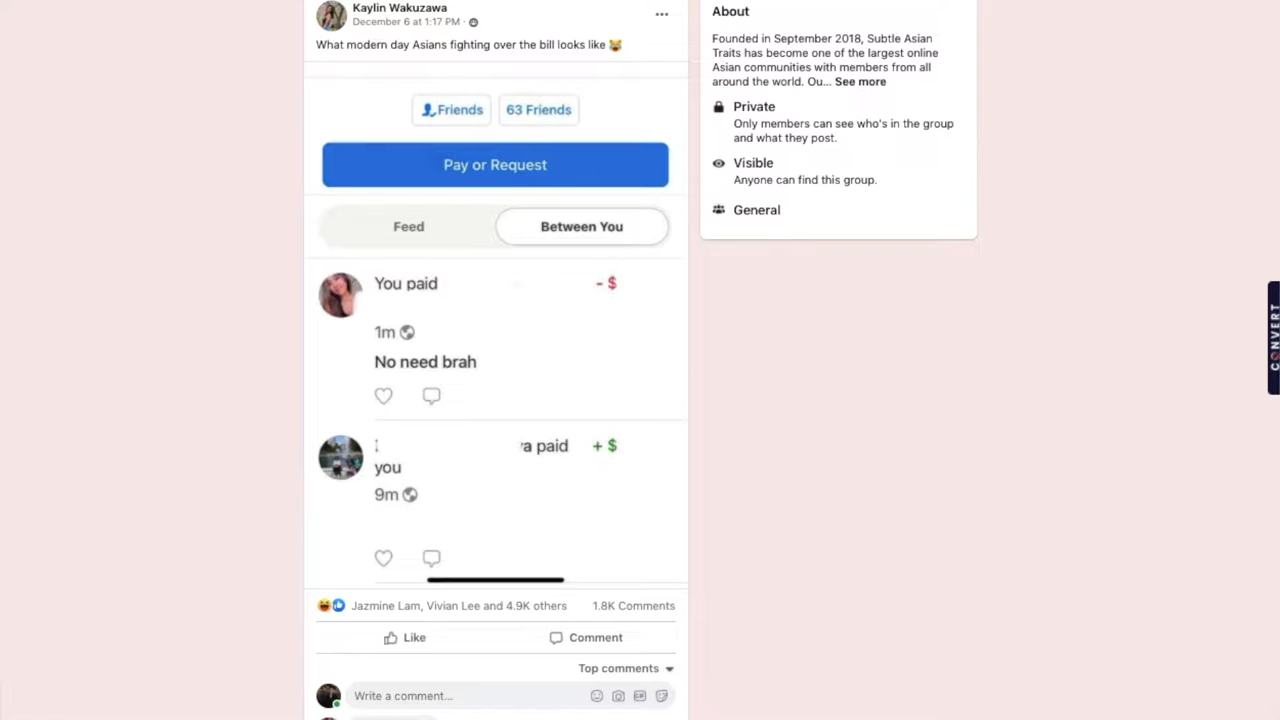 Kaylin Wakuzawa
December 6 at 1:17 PM ·
What modern day Asians fighting over the bill looks like
Friends
63 Friends
Pay or Request
Feed
Between You
You paid
- $
1m
No need brah
a paid
+ $
you
9m
Jazmine Lam, Vivian Lee and 4.9K others
1.8K Comments
Like
Comment
Top comments
Write a comment...
GIF
About
Founded in September 2018, Subtle Asian
Traits has become one of the largest online
Asian communities with members from all
around the world. Ou... See more
Private
Only members can see who's in the group
and what they post.
Visible
Anyone can find this group.
General
CONVERT